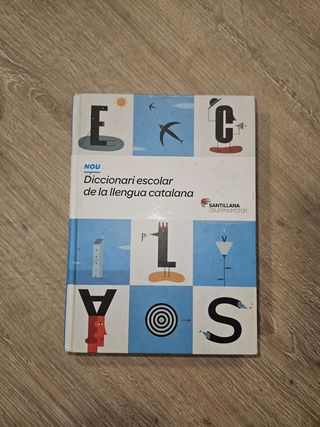 E C
NOU
Diccionari escolar
de la llengua catalana
SANTILLANA
GRUP PROMOTOR
P L V
A O S